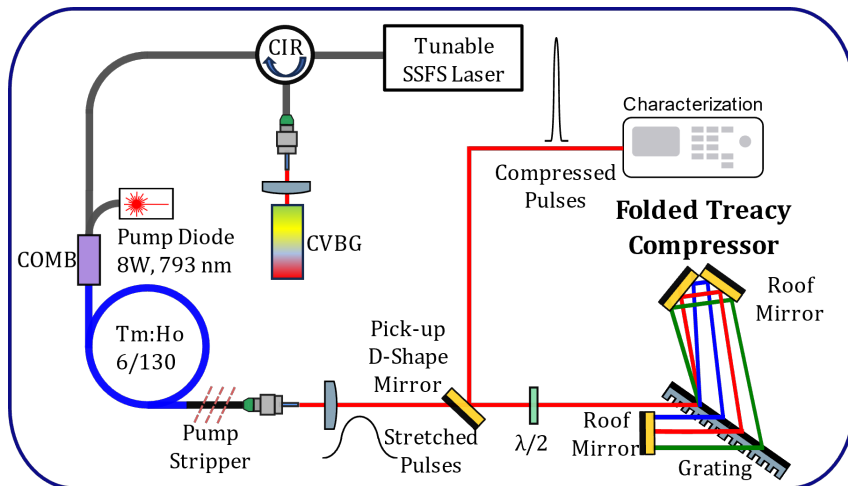 CIR
Tunable
SSFS Laser
Characterization
Compressed
Pulses
Folded Treacy
Compressor
Pump Diode
8W, 793 nm
CVBG
COMB
Roof
Mirror
Tm:Ho
6/130
Pick-up
D-Shape
Mirror
Pump
Stripper
Stretched
Pulses
λ/2
Roof
Mirror
Grating